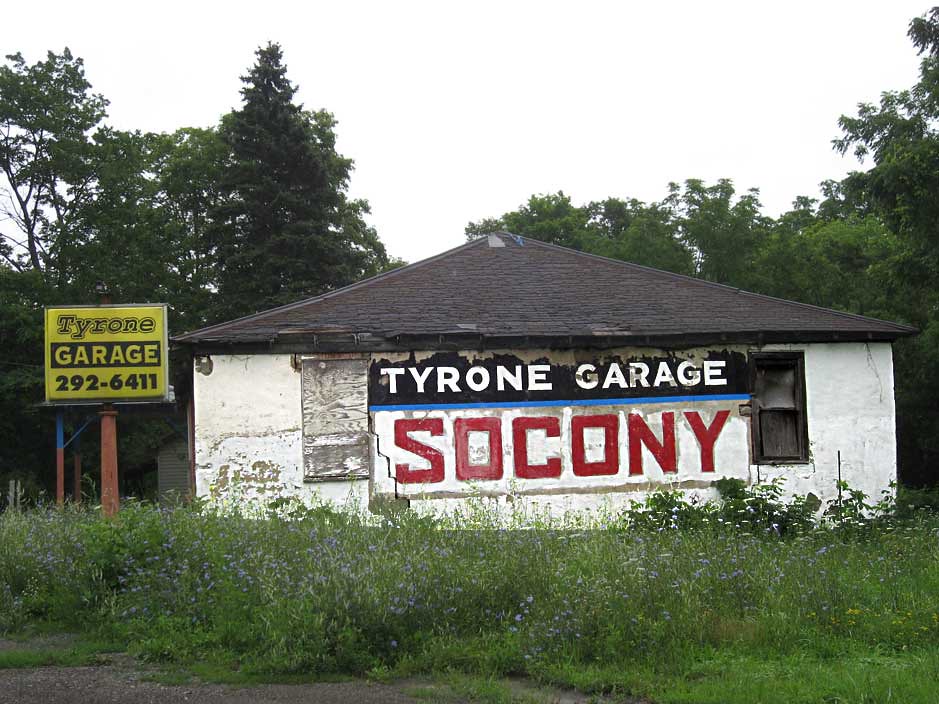 Tyrone
GARAGE
292-6411
TYRONE GARAGE
SOCONY